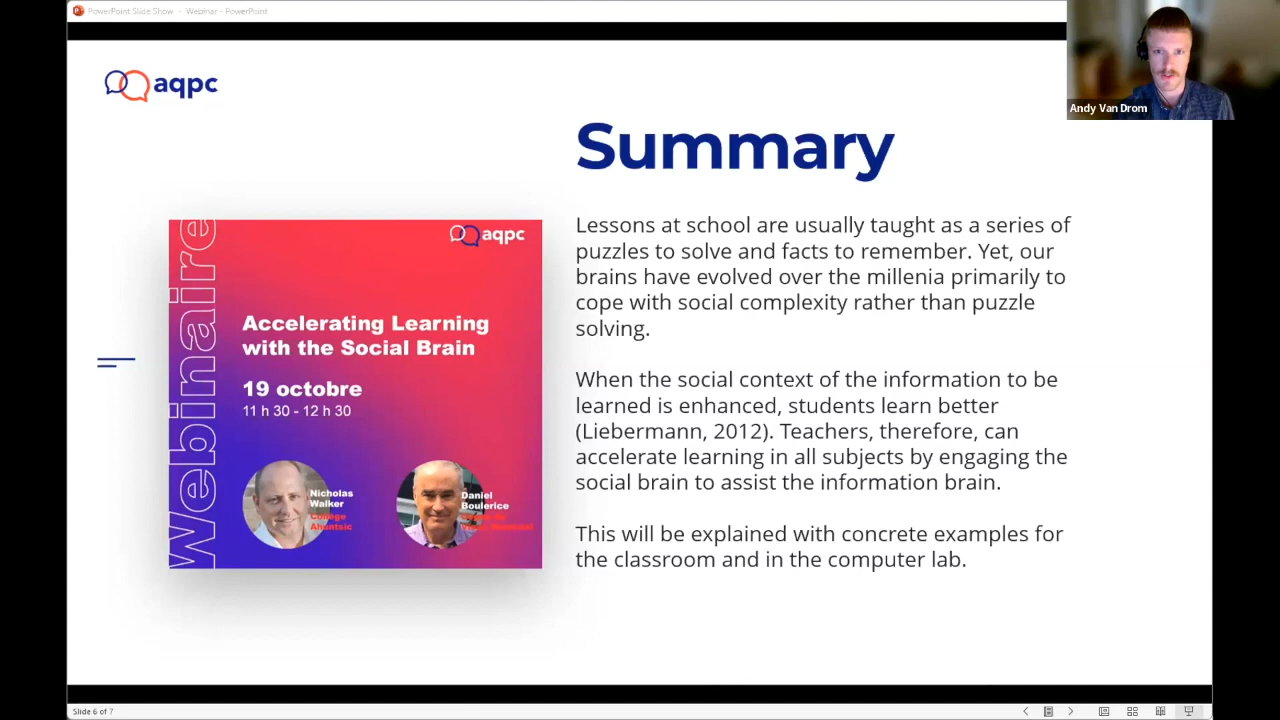 PowerPoint Slide Show - Webinar - PowerPoint
Andy Van Drom
aqpc
Summary
Webinaire
aqpc
Accelerating Learning
with the Social Brain
19 octobre
11 h 30 - 12 h 30
Nicholas
Walker
Collège
Ahuntsic
Daniel
Boulerice
Lessons at school are usually taught as a series of
puzzles to solve and facts to remember. Yet, our
brains have evolved over the millenia primarily to
cope with social complexity rather than puzzle
solving.
When the social context of the information to be
learned is enhanced, students learn better
(Liebermann, 2012). Teachers, therefore, can
accelerate learning in all subjects by engaging the
social brain to assist the information brain.
This will be explained with concrete examples for
the classroom and in the computer lab.
Slide 6 of 7